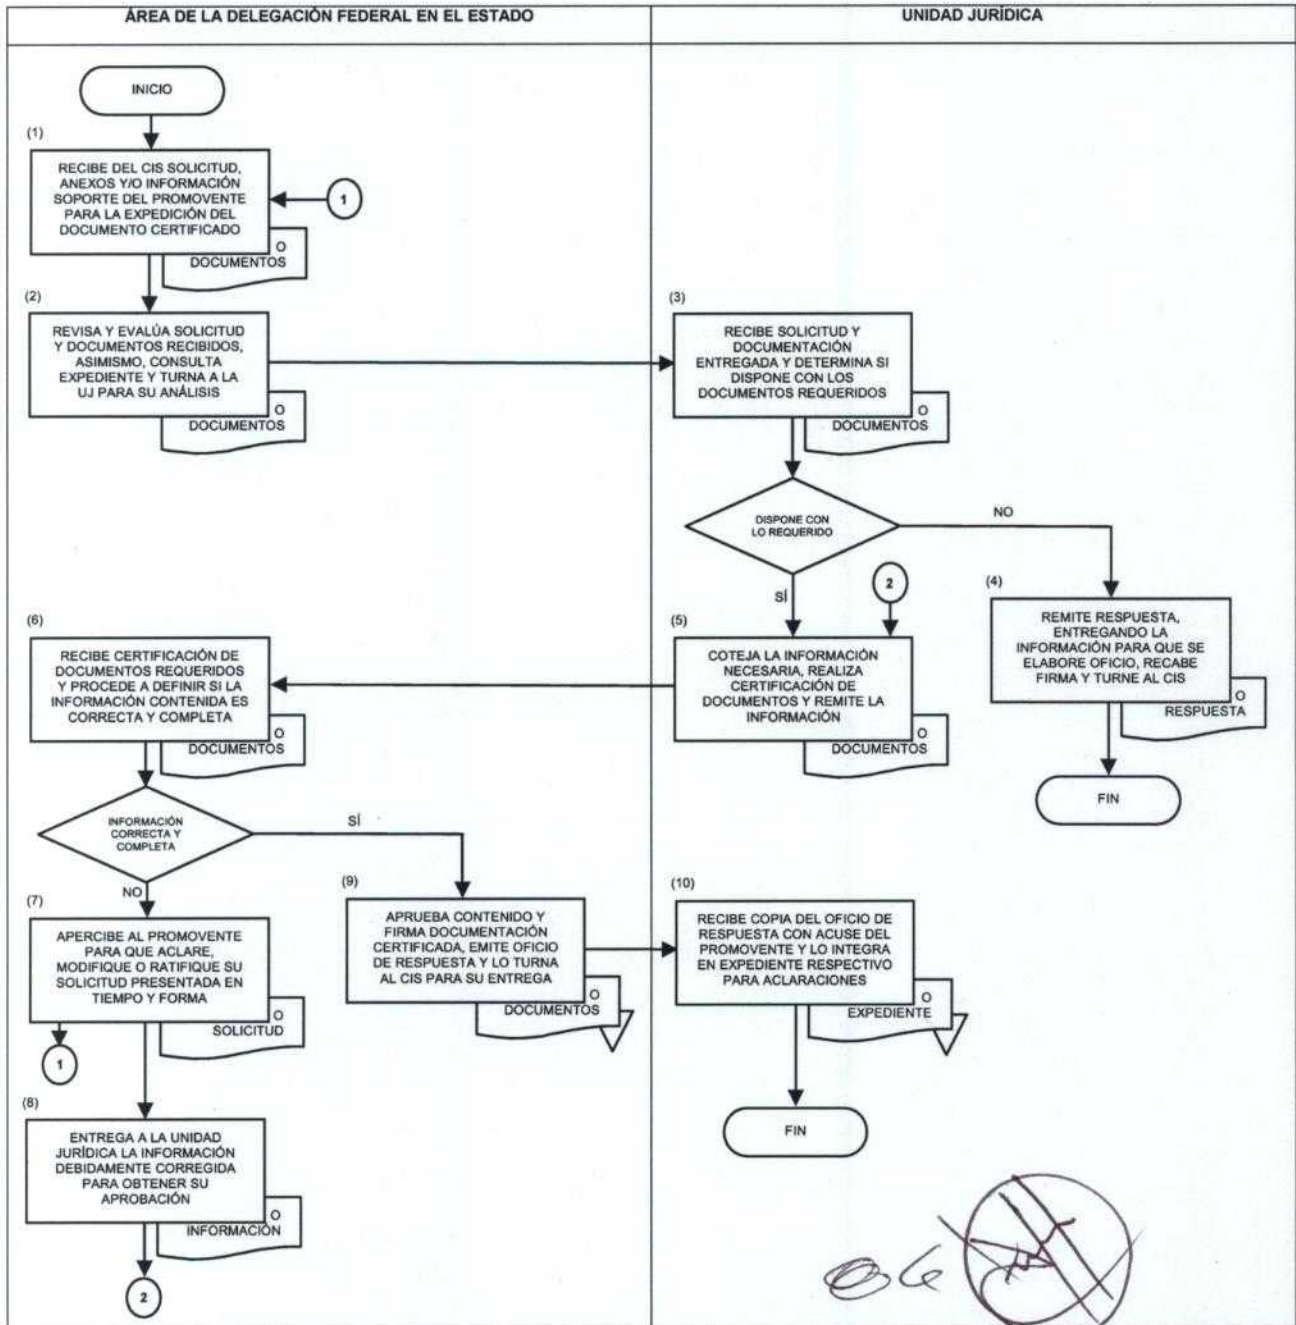 ÁREA DE LA DELEGACIÓN FEDERAL EN EL ESTADO
UNIDAD JURÍDICA
INICIO
(1)
RECIBE DEL CIS SOLICITUD,
ANEXOS Y/O INFORMACIÓN
SOPORTE DEL PROMOVENTE
PARA LA EXPEDICIÓN DEL
DOCUMENTO CERTIFICADO
1
O
DOCUMENTOS
(2)
REVISA Y EVALÚA SOLICITUD
Y DOCUMENTOS RECIBIDOS,
ASIMISMO, CONSULTA
EXPEDIENTE Y TURNA A LA
UJ PARA SU ANÁLISIS
O
DOCUMENTOS
(3)
RECIBE SOLICITUD Y
DOCUMENTACIÓN
ENTREGADA Y DETERMINA SI
DISPONE CON LOS
DOCUMENTOS REQUERIDOS
O
DOCUMENTOS
DISPONE CON
LO REQUERIDO
NO
SÍ
2
(4)
REMITE RESPUESTA,
ENTREGANDO LA
INFORMACIÓN PARA QUE SE
ELABORE OFICIO, RECABE
FIRMA Y TURNE AL CIS
O
RESPUESTA
FIN
(5)
COTEJA LA INFORMACIÓN
NECESARIA, REALIZA
CERTIFICACIÓN DE
DOCUMENTOS Y REMITE LA
INFORMACIÓN
O
DOCUMENTOS
(6)
RECIBE CERTIFICACIÓN DE
DOCUMENTOS REQUERIDOS
Y PROCEDE A DEFINIR SI LA
INFORMACIÓN CONTENIDA ES
CORRECTA Y COMPLETA
O
DOCUMENTOS
INFORMACIÓN
CORRECTA Y
COMPLETA
SÍ
NO
(7)
APERCIBE AL PROMOVENTE
PARA QUE ACLARE,
MODIFIQUE O RATIFIQUE SU
SOLICITUD PRESENTADA EN
TIEMPO Y FORMA
O
SOLICITUD
1
(8)
ENTREGA A LA UNIDAD
JURÍDICA LA INFORMACIÓN
DEBIDAMENTE CORREGIDA
PARA OBTENER SU
APROBACIÓN
O
INFORMACIÓN
2
(9)
APRUEBA CONTENIDO Y
FIRMA DOCUMENTACIÓN
CERTIFICADA, EMITE OFICIO
DE RESPUESTA Y LO TURNA
AL CIS PARA SU ENTREGA
O
DOCUMENTOS
(10)
RECIBE COPIA DEL OFICIO DE
RESPUESTA CON ACUSE DEL
PROMOVENTE Y LO INTEGRA
EN EXPEDIENTE RESPECTIVO
PARA ACLARACIONES
O
EXPEDIENTE
FIN